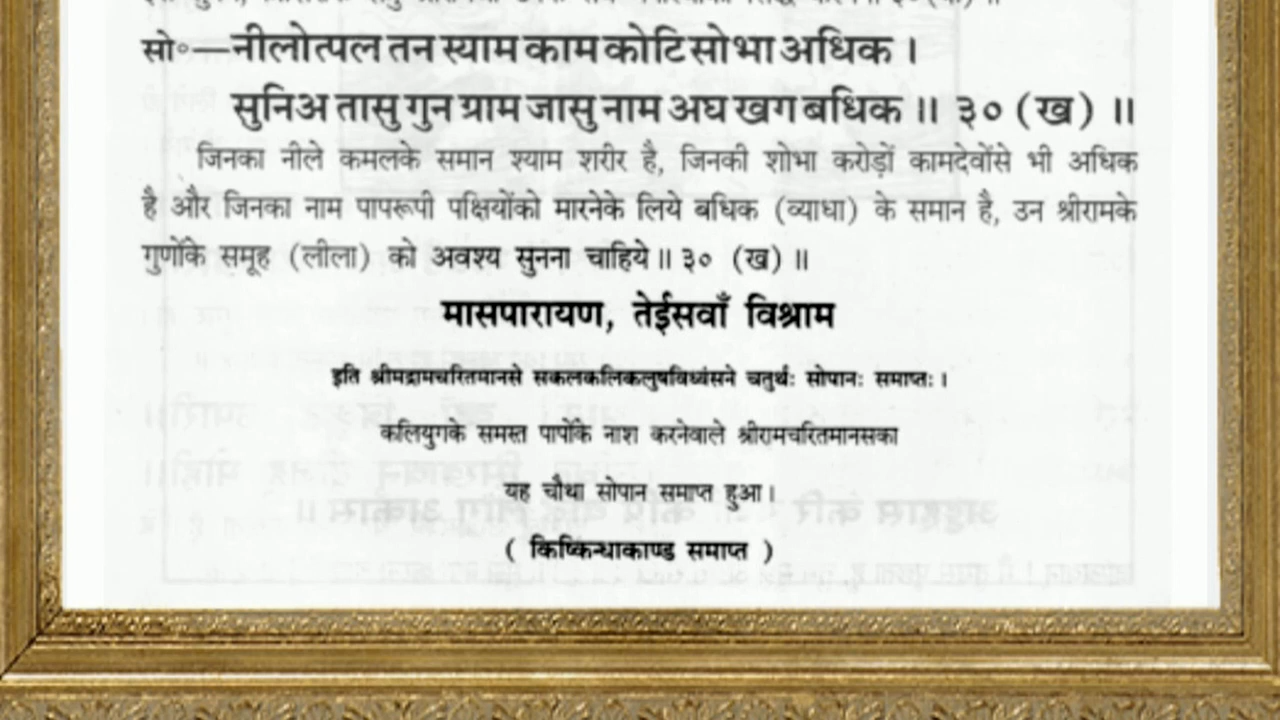 सो०—नीलोत्पल तन स्याम काम कोटि सोभा अधिक ।
सुनिअ तासु गुन ग्राम जासु नाम अघ खग बधिक ॥ ३० (ख) ॥
जिनका नीले कमलके समान श्याम शरीर है, जिनकी शोभा करोड़ों कामदेवोंसे भी अधिक
है और जिनका नाम पापरूपी पक्षियोंको मारनेके लिये बधिक (व्याधा) के समान है, उन श्रीरामके
गुणोंके समूह (लीला) को अवश्य सुनना चाहिये ॥ ३० (ख) ॥
मासपारायण, तेईसवाँ विश्राम
इति श्रीमद्रामचरितमानसे सकलकलिकलुषविध्वंसने चतुर्थः सोपानः समाप्तः ।
कलियुगके समस्त पापोंके नाश करनेवाले श्रीरामचरितमानसका
यह चौथा सोपान समाप्त हुआ ।
( किष्किन्धाकाण्ड समाप्त )